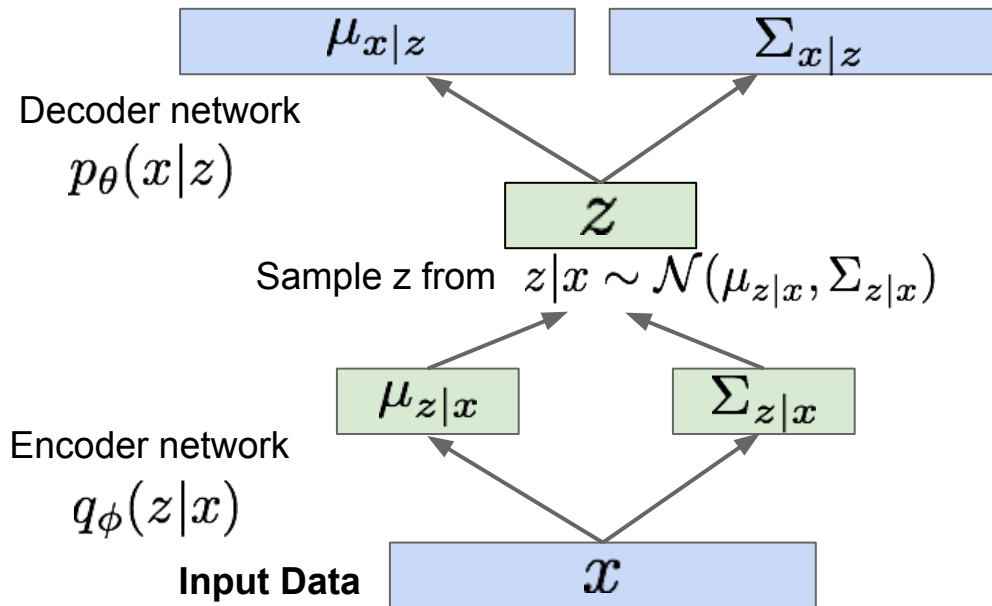 μ_{x|z} Σ_{x|z}
Decoder network
p_θ(x|z)
z
Sample z from z|x ∼ 𝒩(μ_{z|x}, Σ_{z|x})
μ_{z|x} Σ_{z|x}
Encoder network
q_ϕ(z|x)
Input Data x